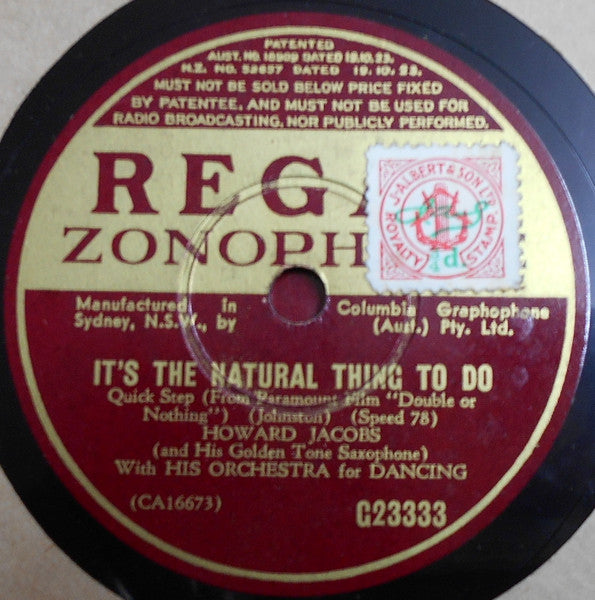 PATENTED
AUST. NO. 18909 DATED 19.10.23.
N.Z. NO. 52657 DATED 19.10.23.
MUST NOT BE SOLD BELOW PRICE FIXED
BY PATENTEE, AND MUST NOT BE USED FOR
RADIO BROADCASTING, NOR PUBLICLY PERFORMED.
REGA
ZONOPH
J. ALBERT & SON LTD
ROYALTY STAMP
d
Manufactured in
Sydney, N.S.W., by
Columbia Graphophone
(Aust.) Pty. Ltd.
IT'S THE NATURAL THING TO DO
Quick Step (From Paramount Film "Double or
Nothing") (Johnston) (Speed 78)
HOWARD JACOBS
(and His Golden Tone Saxophone)
With HIS ORCHESTRA for DANCING
(CA16673)
G23333